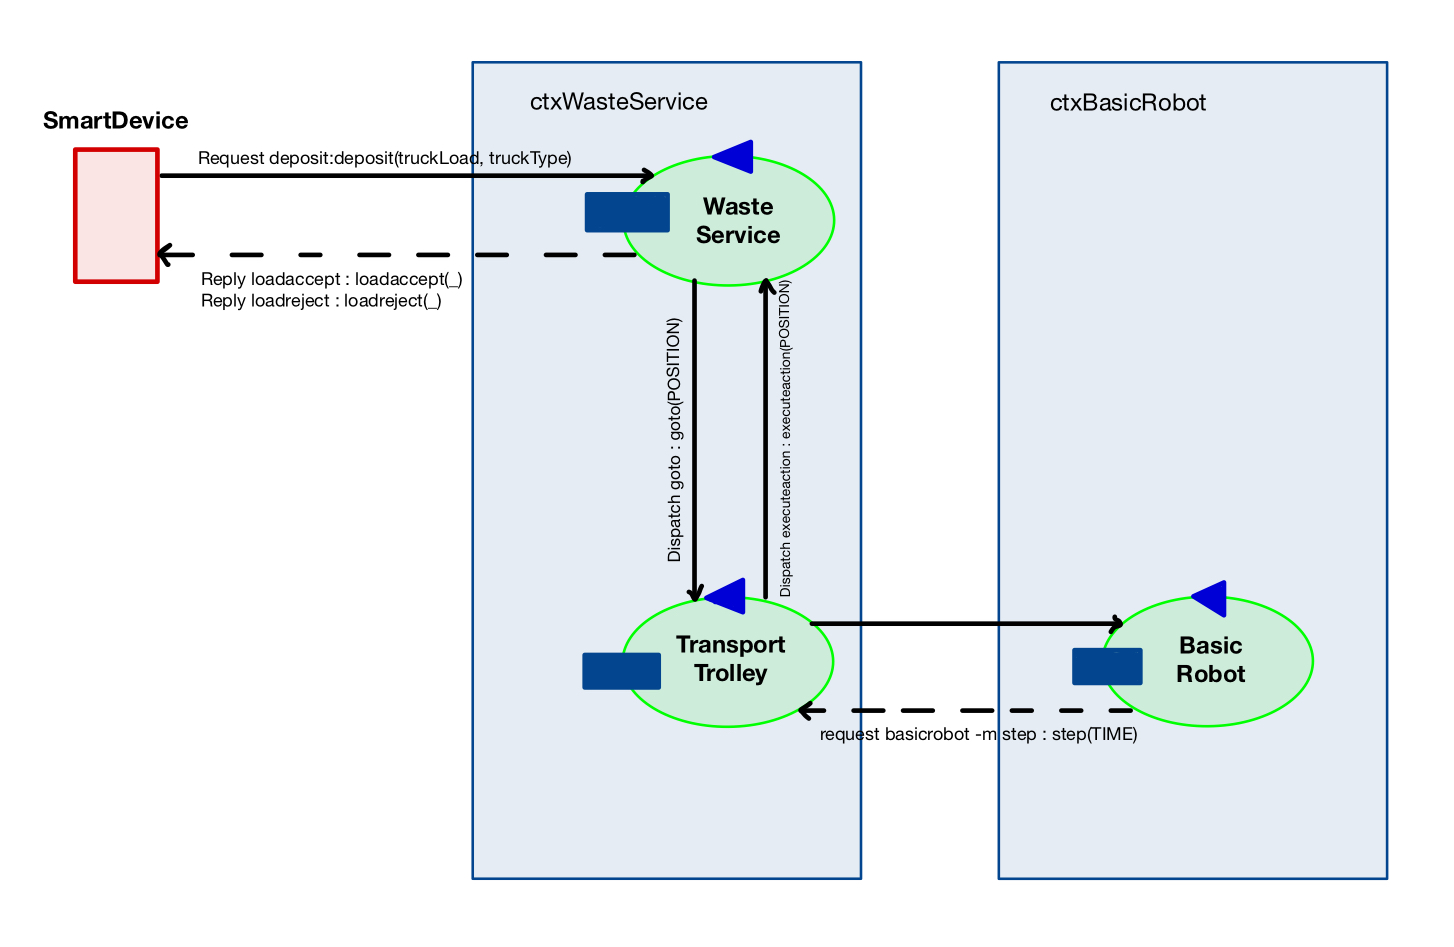 ctxWasteService
ctxBasicRobot
SmartDevice
Request deposit:deposit(truckLoad, truckType)
Waste
Service
Reply loadaccept : loadaccept(_)
Reply loadreject : loadreject(_)
Dispatch goto : goto(POSITION)
Dispatch executeaction : executeaction(POSITION)
Transport
Trolley
Basic
Robot
request basicrobot -m step : step(TIME)